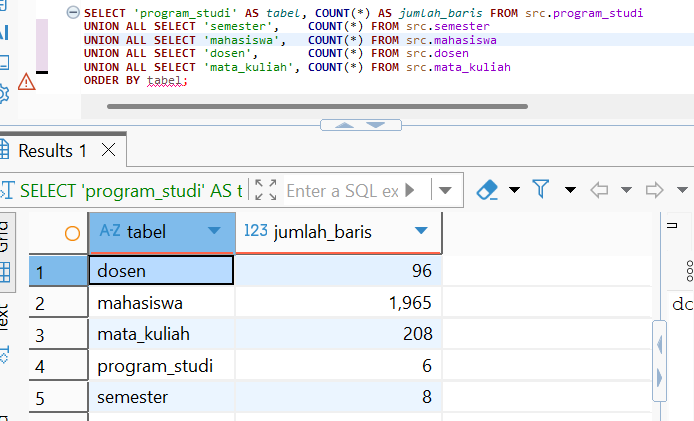 SELECT 'program_studi' AS tabel, COUNT(*) AS jumlah_baris FROM src.program_studi
UNION ALL SELECT 'semester',    COUNT(*) FROM src.semester
UNION ALL SELECT 'mahasiswa',   COUNT(*) FROM src.mahasiswa
UNION ALL SELECT 'dosen',       COUNT(*) FROM src.dosen
UNION ALL SELECT 'mata_kuliah', COUNT(*) FROM src.mata_kuliah
ORDER BY tabel;
Results 1
SELECT 'program_studi' AS t
Enter a SQL ex
Grid
Text
A-Z tabel 123 jumlah_baris
1 dosen 96
2 mahasiswa 1,965
3 mata_kuliah 208
4 program_studi 6
5 semester 8